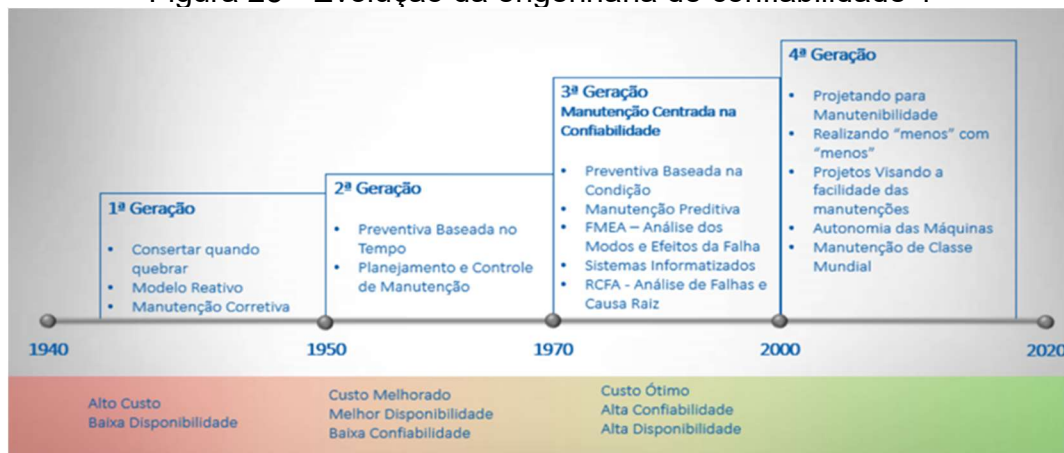 1ª Geração
• Consertar quando
quebrar
• Modelo Reativo
• Manutenção Corretiva
2ª Geração
• Preventiva Baseada no
Tempo
• Planejamento e Controle
de Manutenção
3ª Geração
Manutenção Centrada na
Confiabilidade
• Preventiva Baseada na
Condição
• Manutenção Preditiva
• FMEA – Análise dos
Modos e Efeitos da Falha
• Sistemas Informatizados
• RCFA - Análise de Falhas e
Causa Raiz
4ª Geração
• Projetando para
Manutenibilidade
• Realizando "menos" com
"menos"
• Projetos Visando a
facilidade das
manutenções
• Autonomia das Máquinas
• Manutenção de Classe
Mundial
1940
1950
1970
2000
2020
Alto Custo
Baixa Disponibilidade
Custo Melhorado
Melhor Disponibilidade
Baixa Confiabilidade
Custo Ótimo
Alta Confiabilidade
Alta Disponibilidade